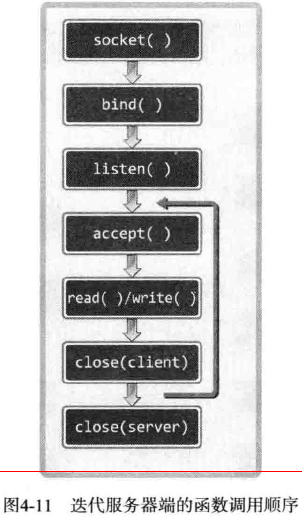 socket( )
bind( )
listen( )
accept( )
read( )/write( )
close(client)
close(server)
图4-11 迭代服务器端的函数调用顺序